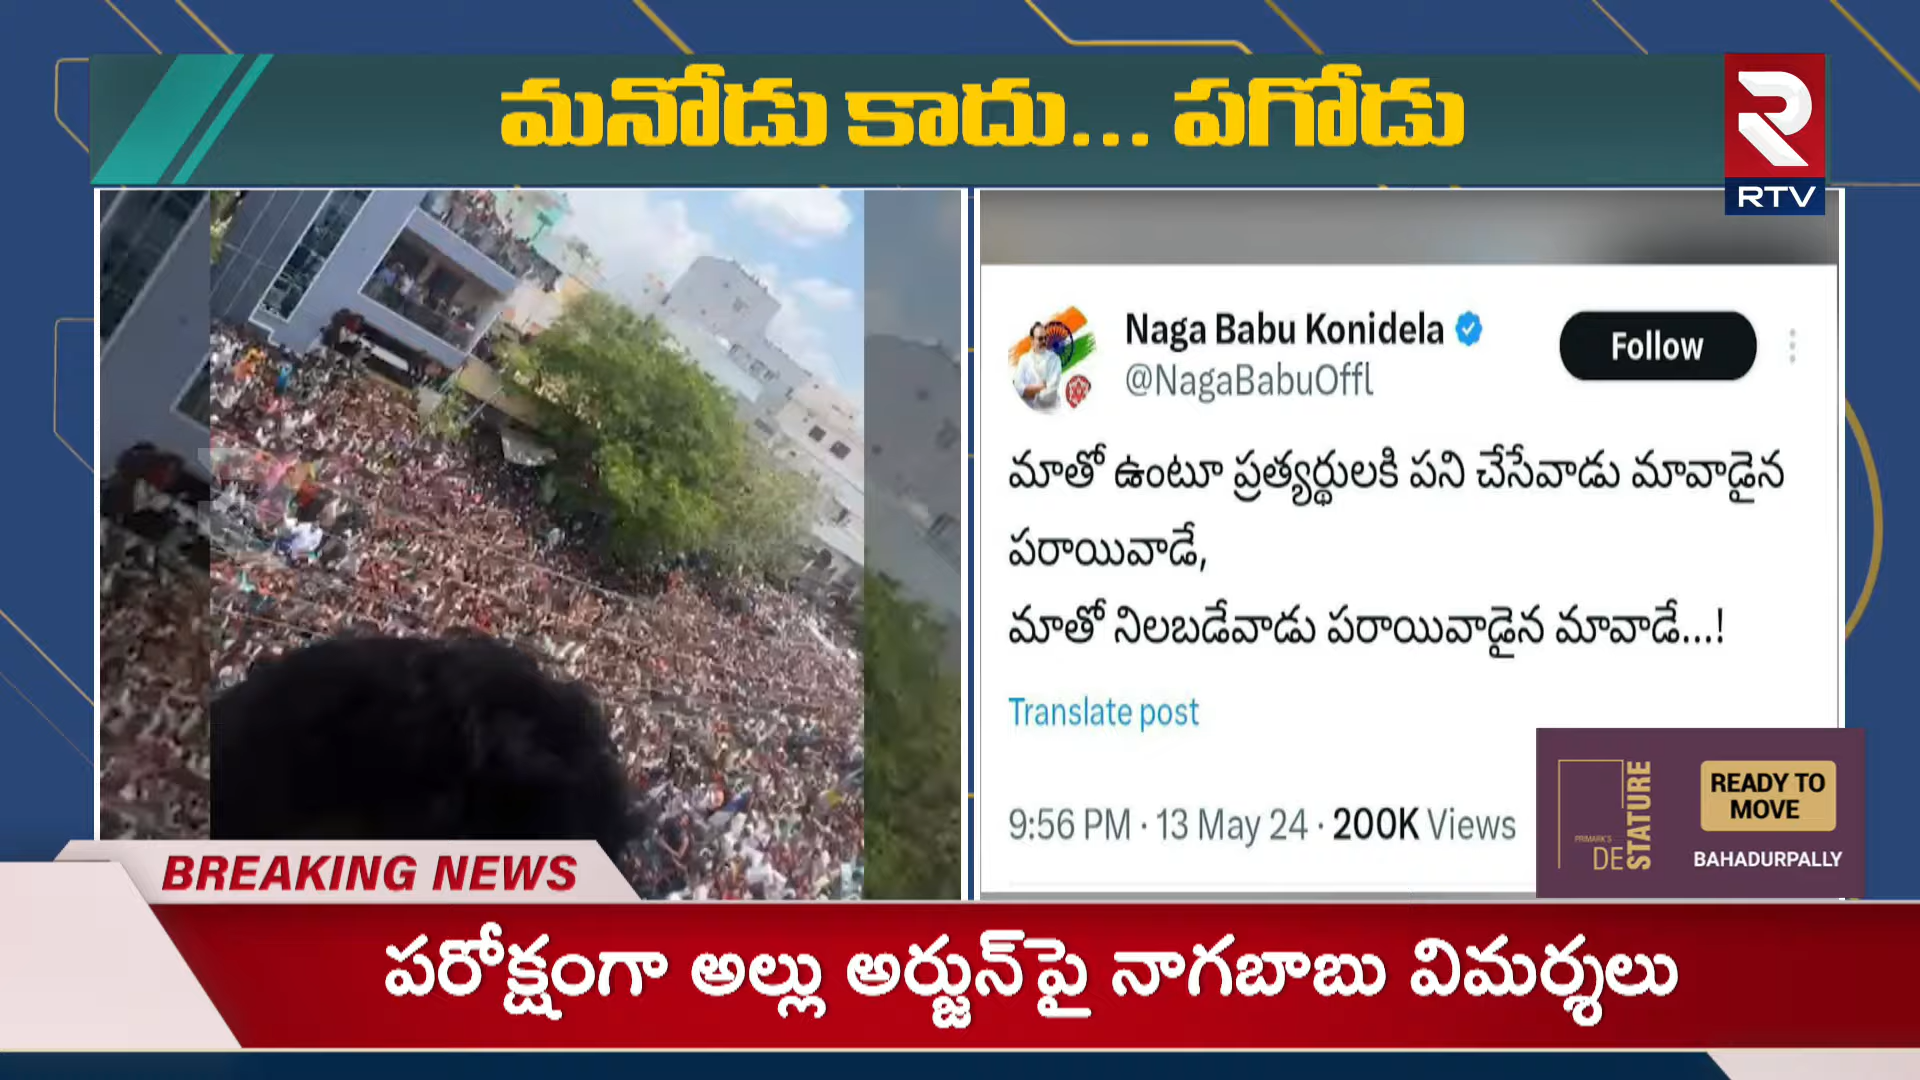 మనోడు కాదు... పగోడు
RTV
Naga Babu Konidela
Follow
@NagaBabuOffl
మాతో ఉంటూ ప్రత్యర్థులకి పని చేసేవాడు మావాడైన
పరాయివాడే,
మాతో నిలబడేవాడు పరాయివాడైన మావాడే...!
Translate post
9:56 PM · 13 May 24 · 200K Views
PRIMARK'S
DE STATURE
READY TO
MOVE
BAHADURPALLY
BREAKING NEWS
పరోక్షంగా అల్లు అర్జున్‌పై నాగబాబు విమర్శలు